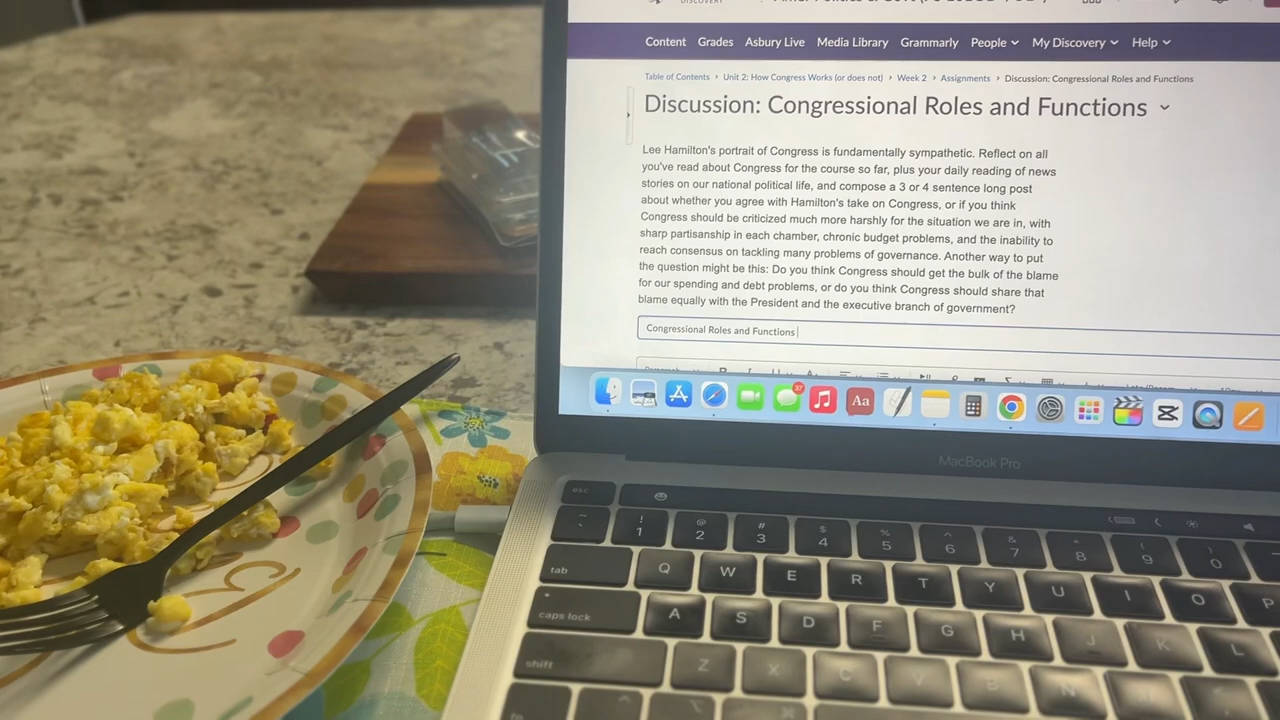 DISCOVERY
Content Grades Asbury Live Media Library Grammarly People My Discovery Help
Table of Contents › Unit 2: How Congress Works (or does not) › Week 2 › Assignments › Discussion: Congressional Roles and Functions
Discussion: Congressional Roles and Functions
Lee Hamilton's portrait of Congress is fundamentally sympathetic. Reflect on all
you've read about Congress for the course so far, plus your daily reading of news
stories on our national political life, and compose a 3 or 4 sentence long post
about whether you agree with Hamilton's take on Congress, or if you think
Congress should be criticized much more harshly for the situation we are in, with
sharp partisanship in each chamber, chronic budget problems, and the inability to
reach consensus on tackling many problems of governance. Another way to put
the question might be this: Do you think Congress should get the bulk of the blame
for our spending and debt problems, or do you think Congress should share that
blame equally with the President and the executive branch of government?
Congressional Roles and Functions
37
Aa
MacBook Pro
esc
~
! 1 @ 2 # 3 $ 4 % 5 ^ 6 & 7 * 8 ( 9 ) 0
tab Q W E R T Y U I O P
caps lock A S D F G H J K L
shift Z X C V B N M